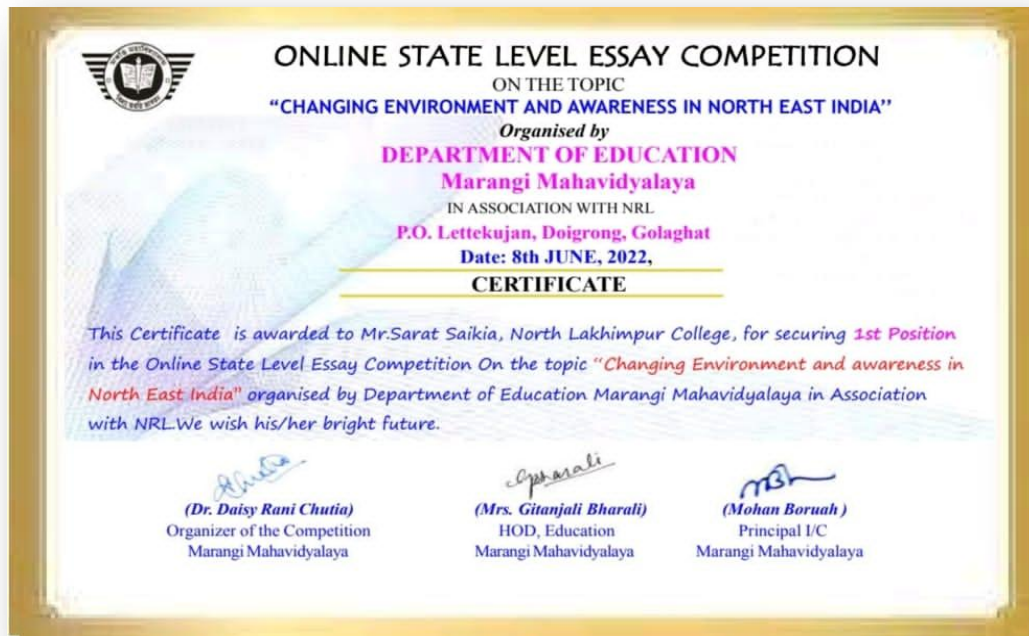 ONLINE STATE LEVEL ESSAY COMPETITION
ON THE TOPIC
“CHANGING ENVIRONMENT AND AWARENESS IN NORTH EAST INDIA’’
Organised by
DEPARTMENT OF EDUCATION
Marangi Mahavidyalaya
IN ASSOCIATION WITH NRL
P.O. Lettekujan, Doigrong, Golaghat
Date: 8th JUNE, 2022,
CERTIFICATE
This Certificate is awarded to Mr.Sarat Saikia, North Lakhimpur College, for securing 1st Position
in the Online State Level Essay Competition On the topic “Changing Environment and awareness in
North East India" organised by Department of Education Marangi Mahavidyalaya in Association
with NRL.We wish his/her bright future.
(Dr. Daisy Rani Chutia)
Organizer of the Competition
Marangi Mahavidyalaya
(Mrs. Gitanjali Bharali)
HOD, Education
Marangi Mahavidyalaya
(Mohan Boruah )
Principal I/C
Marangi Mahavidyalaya